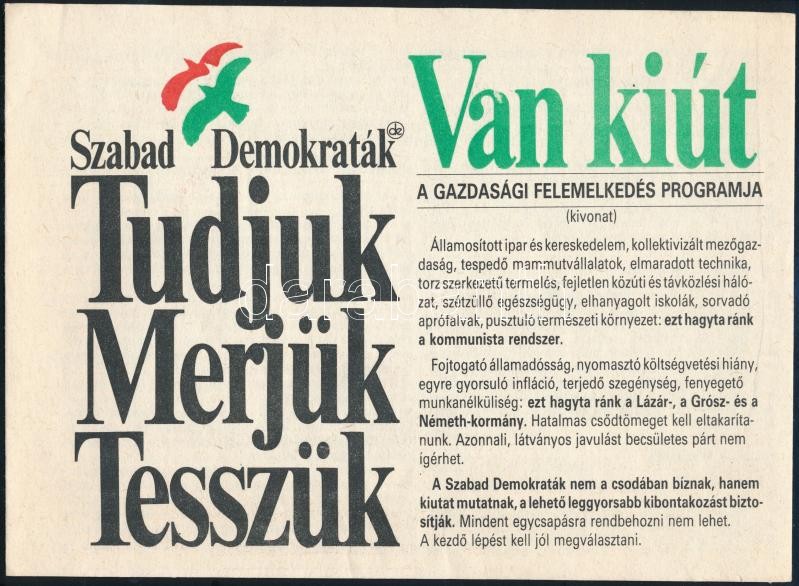 Szabad Demokraták de
Tudjuk
Merjük
Tesszük
Van kiút
A GAZDASÁGI FELEMELKEDÉS PROGRAMJA
(kivonat)
Államosított ipar és kereskedelem, kollektivizált mezőgaz-
daság, tespedő mammutvállalatok, elmaradott technika,
torz szerkezetű termelés, fejletlen közúti és távközlési háló-
zat, szétzüllő egészségügy, elhanyagolt iskolák, sorvadó
aprófalvak, pusztuló természeti környezet: ezt hagyta ránk
a kommunista rendszer.
Fojtogató államadósság, nyomasztó költségvetési hiány,
egyre gyorsuló infláció, terjedő szegénység, fenyegető
munkanélküliség: ezt hagyta ránk a Lázár-, a Grósz- és a
Németh-kormány. Hatalmas csődtömeget kell eltakaríta-
nunk. Azonnali, látványos javulást becsületes párt nem
ígérhet.
A Szabad Demokraták nem a csodában bíznak, hanem
kiutat mutatnak, a lehető leggyorsabb kibontakozást bizto-
sítják. Mindent egycsapásra rendbehozni nem lehet.
A kezdő lépést kell jól megválasztani.